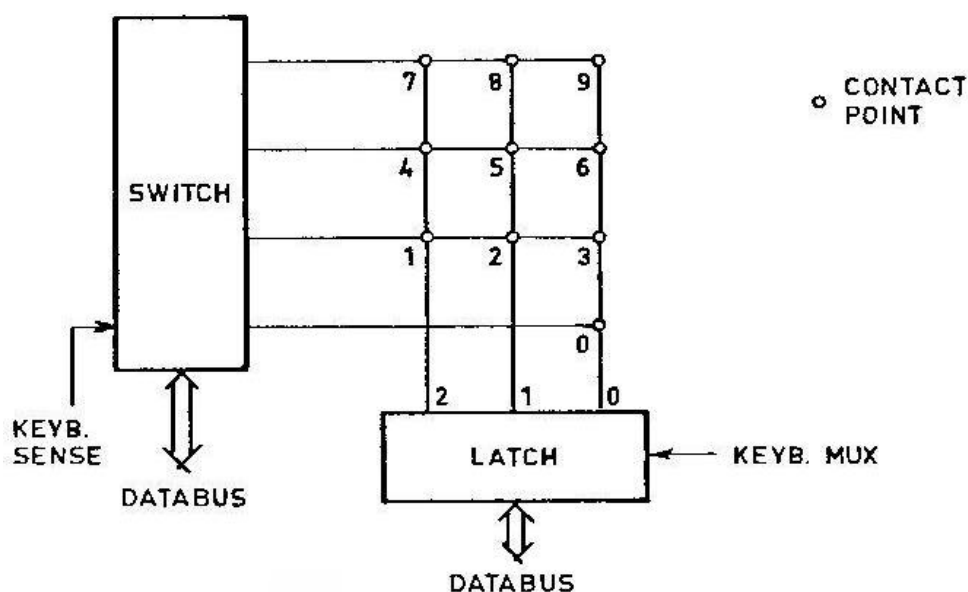 7 8 9
CONTACT
POINT
4 5 6
SWITCH
1 2 3
0
2 1 0
KEYB.
SENSE
LATCH
KEYB. MUX
DATABUS
DATABUS